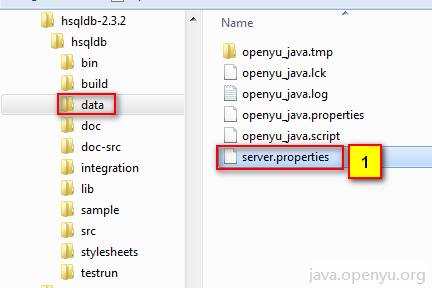 hsqldb-2.3.2
hsqldb
bin
build
data
doc
doc-src
integration
lib
sample
src
stylesheets
testrun
Name
openyu_java.tmp
openyu_java.lck
openyu_java.log
openyu_java.properties
openyu_java.script
server.properties
1
java.openyu.org